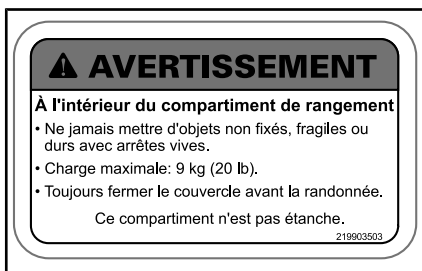 AVERTISSEMENT
À l'intérieur du compartiment de rangement
• Ne jamais mettre d'objets non fixés, fragiles ou
durs avec arrêtes vives.
• Charge maximale: 9 kg (20 lb).
• Toujours fermer le couvercle avant la randonnée.
Ce compartiment n'est pas étanche.
219903503